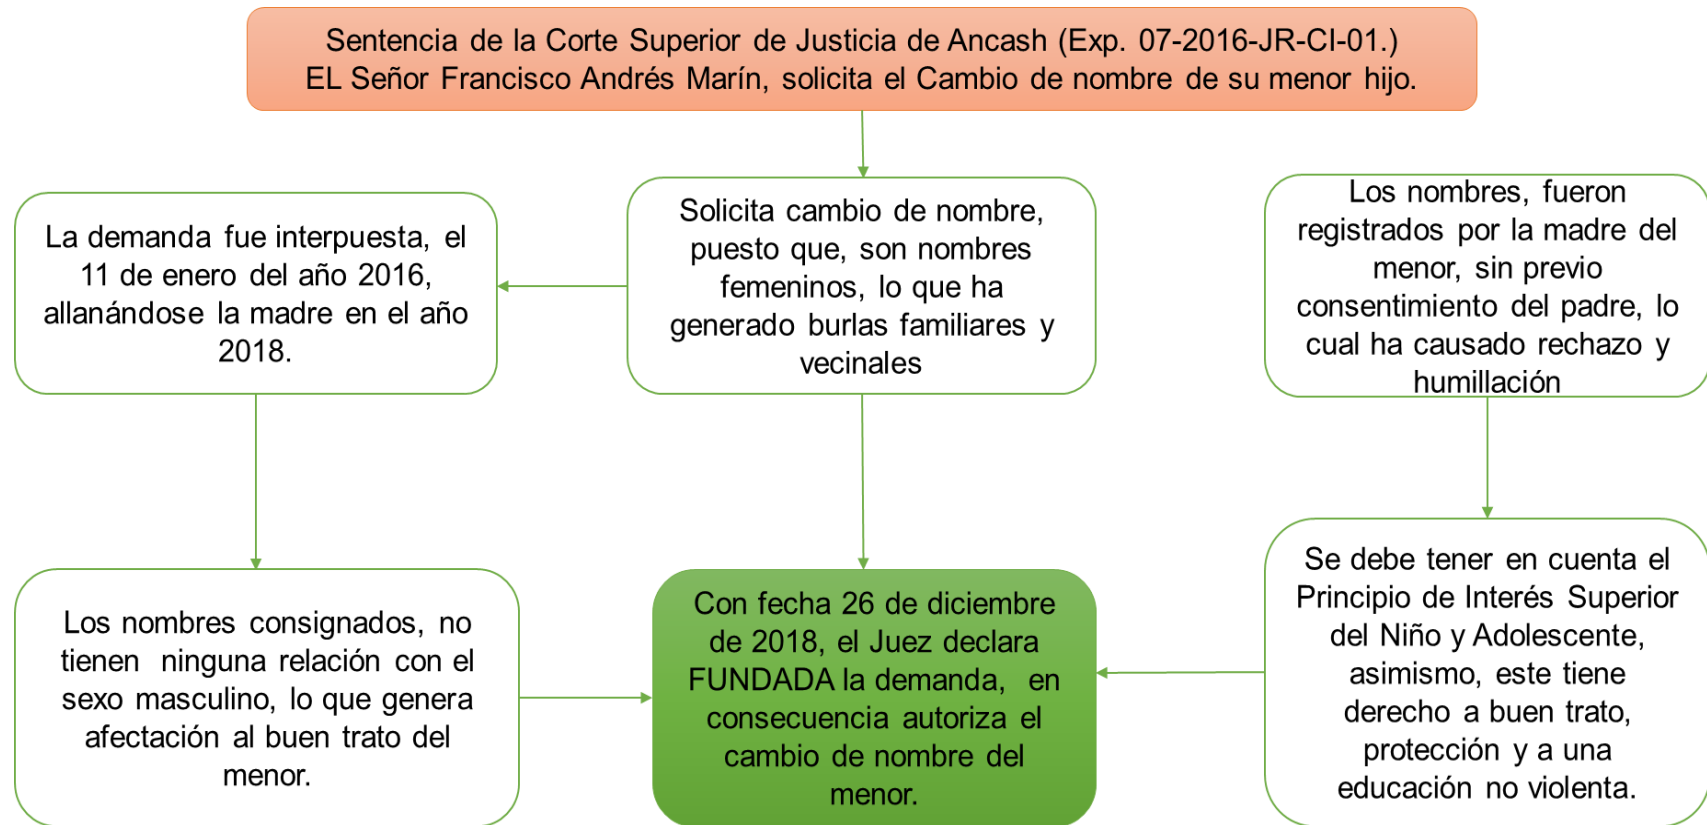 Sentencia de la Corte Superior de Justicia de Ancash (Exp. 07-2016-JR-CI-01.)
EL Señor Francisco Andrés Marín, solicita el Cambio de nombre de su menor hijo.
La demanda fue interpuesta, el
11 de enero del año 2016,
allanándose la madre en el año
2018.
Solicita cambio de nombre,
puesto que, son nombres
femeninos, lo que ha
generado burlas familiares y
vecinales
Los nombres, fueron
registrados por la madre del
menor, sin previo
consentimiento del padre, lo
cual ha causado rechazo y
humillación
Los nombres consignados, no
tienen ninguna relación con el
sexo masculino, lo que genera
afectación al buen trato del
menor.
Con fecha 26 de diciembre
de 2018, el Juez declara
FUNDADA la demanda, en
consecuencia autoriza el
cambio de nombre del
menor.
Se debe tener en cuenta el
Principio de Interés Superior
del Niño y Adolescente,
asimismo, este tiene
derecho a buen trato,
protección y a una
educación no violenta.